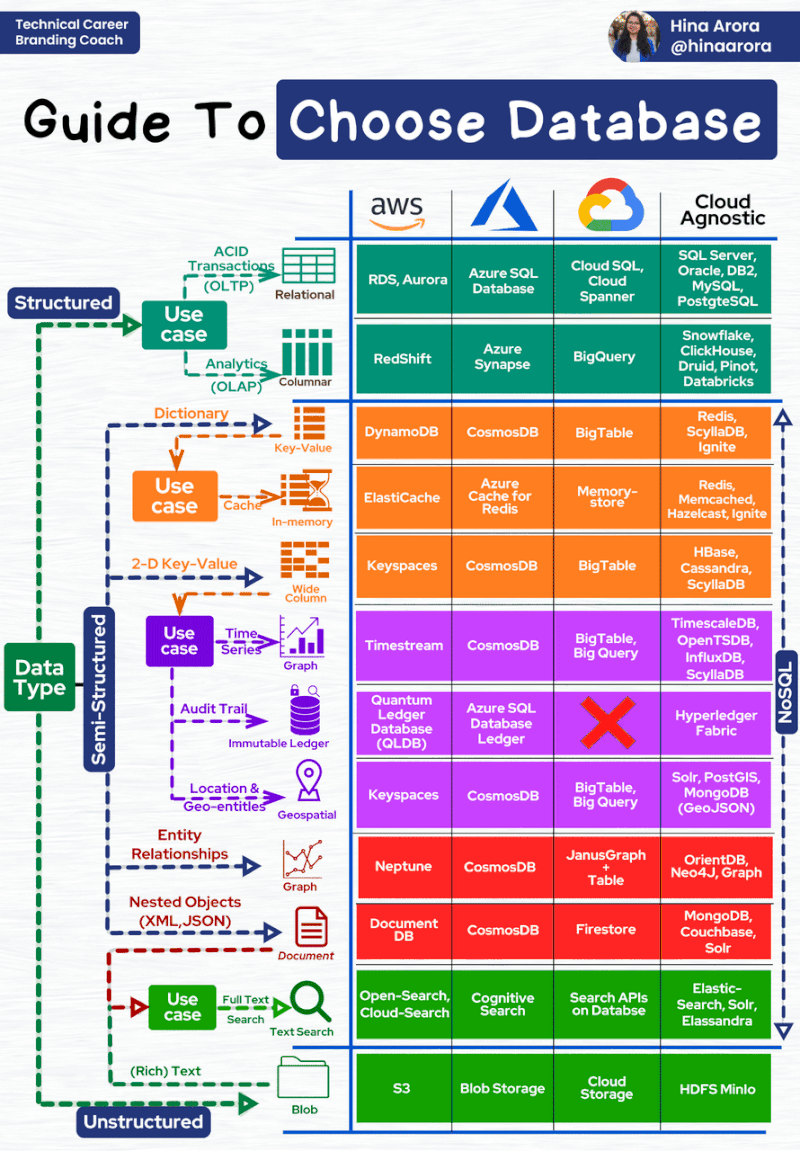 Technical Career
Branding Coach
Hina Arora
@hinaarora
Guide To Choose Database
aws
Cloud
Agnostic
Structured
ACID
Transactions
(OLTP)
Relational
Use
case
Analytics
(OLAP)
Columnar
RDS, Aurora
Azure SQL
Database
Cloud SQL,
Cloud
Spanner
SQL Server,
Oracle, DB2,
MySQL,
PostgteSQL
RedShift
Azure
Synapse
BigQuery
Snowflake,
ClickHouse,
Druid, Pinot,
Databricks
Dictionary
Key-Value
DynamoDB
CosmosDB
BigTable
Redis,
ScyllaDB,
Ignite
Use
case
Cache
In-memory
ElastiCache
Azure
Cache for
Redis
Memory-
store
Redis,
Memcached,
Hazelcast, Ignite
2-D Key-Value
Wide
Column
Keyspaces
CosmosDB
BigTable
HBase,
Cassandra,
ScyllaDB
Data
Type
Semi-Structured
NoSQL
Use
case
Time
Series
Graph
Timestream
CosmosDB
BigTable,
Big Query
TimescaleDB,
OpenTSDB,
InfluxDB,
ScyllaDB
Audit Trail
Immutable Ledger
Quantum
Ledger
Database
(QLDB)
Azure SQL
Database
Ledger
Hyperledger
Fabric
Location &
Geo-entitles
Geospatial
Keyspaces
CosmosDB
BigTable,
Big Query
Solr, PostGIS,
MongoDB
(GeoJSON)
Entity
Relationships
Graph
Neptune
CosmosDB
JanusGraph
+
Table
OrientDB,
Neo4J, Graph
Nested Objects
(XML,JSON)
Document
Document
DB
CosmosDB
Firestore
MongoDB,
Couchbase,
Solr
Use
case
Full Text
Search
Text Search
Open-Search,
Cloud-Search
Cognitive
Search
Search APIs
on Databse
Elastic-
Search, Solr,
Elassandra
(Rich) Text
Blob
S3
Blob Storage
Cloud
Storage
HDFS MinIo
Unstructured